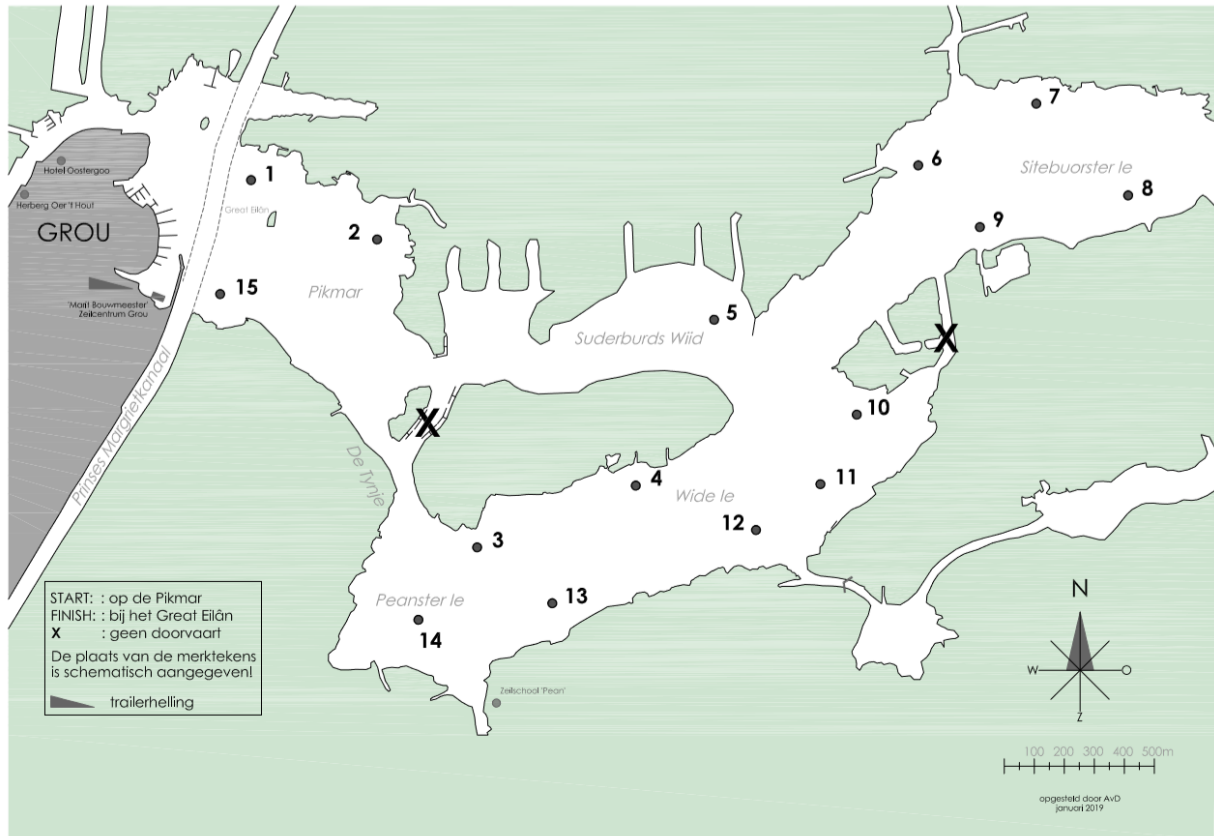 7
6
Sitebuorster Ie
8
9
Hotel Oostergoo
Herberg Oer 't Hout
GROU
1
Great Eilân
2
15
Pikmar
'Marit Bouwmeester'
Zeilcentrum Grou
5
Suderburds Wiid
X
Prinses Margrietkanaal
X
10
De Tynje
4
Wide Ie
11
12
3
13
Peanster Ie
14
Zeilschool 'Pean'
START: : op de Pikmar
FINISH: : bij het Great Eilân
X : geen doorvaart
De plaats van de merktekens
is schematisch aangegeven!
trailerhelling
N
W O
Z
100 200 300 400 500m
opgesteld door AvD
januari 2019